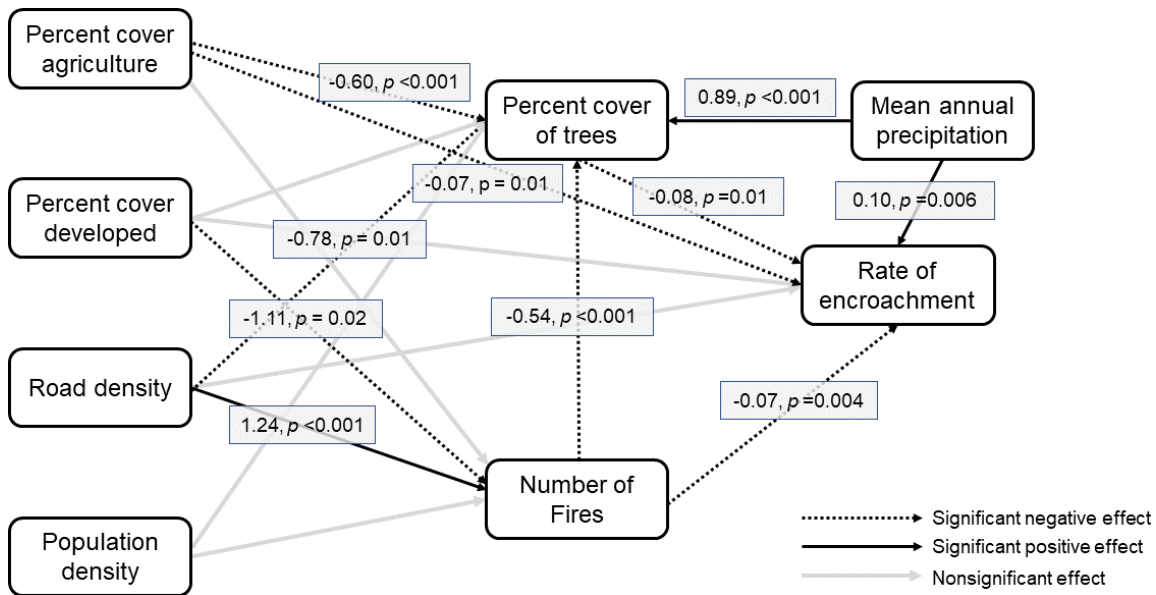 Percent cover
agriculture
-0.60, p <0.001
Percent cover
of trees
0.89, p <0.001
Mean annual
precipitation
Percent cover
developed
-0.07, p = 0.01
-0.08, p =0.01
0.10, p =0.006
-0.78, p = 0.01
Rate of
encroachment
-1.11, p = 0.02
-0.54, p <0.001
Road density
1.24, p <0.001
-0.07, p =0.004
Number of
Fires
Population
density
Significant negative effect
Significant positive effect
Nonsignificant effect